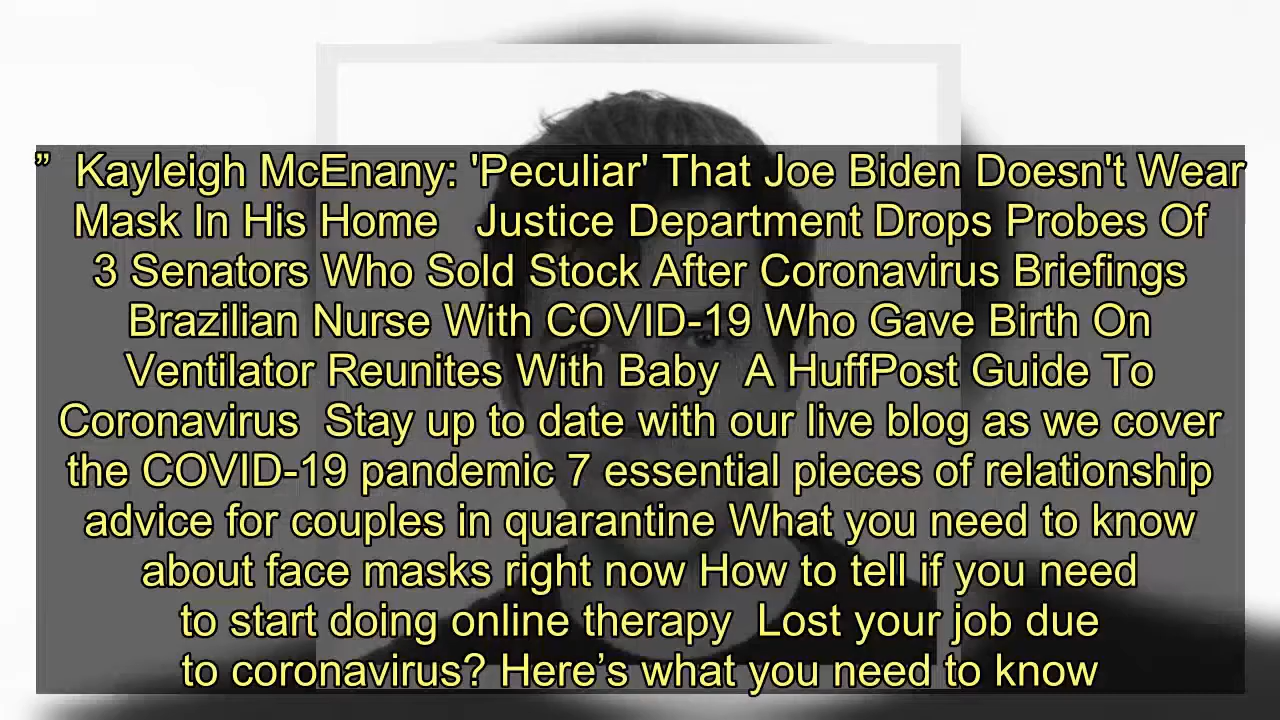 ”  Kayleigh McEnany: 'Peculiar' That Joe Biden Doesn't Wear
Mask In His Home   Justice Department Drops Probes Of
3 Senators Who Sold Stock After Coronavirus Briefings
Brazilian Nurse With COVID-19 Who Gave Birth On
Ventilator Reunites With Baby  A HuffPost Guide To
Coronavirus  Stay up to date with our live blog as we cover
the COVID-19 pandemic 7 essential pieces of relationship
advice for couples in quarantine What you need to know
about face masks right now How to tell if you need
to start doing online therapy  Lost your job due
to coronavirus? Here’s what you need to know